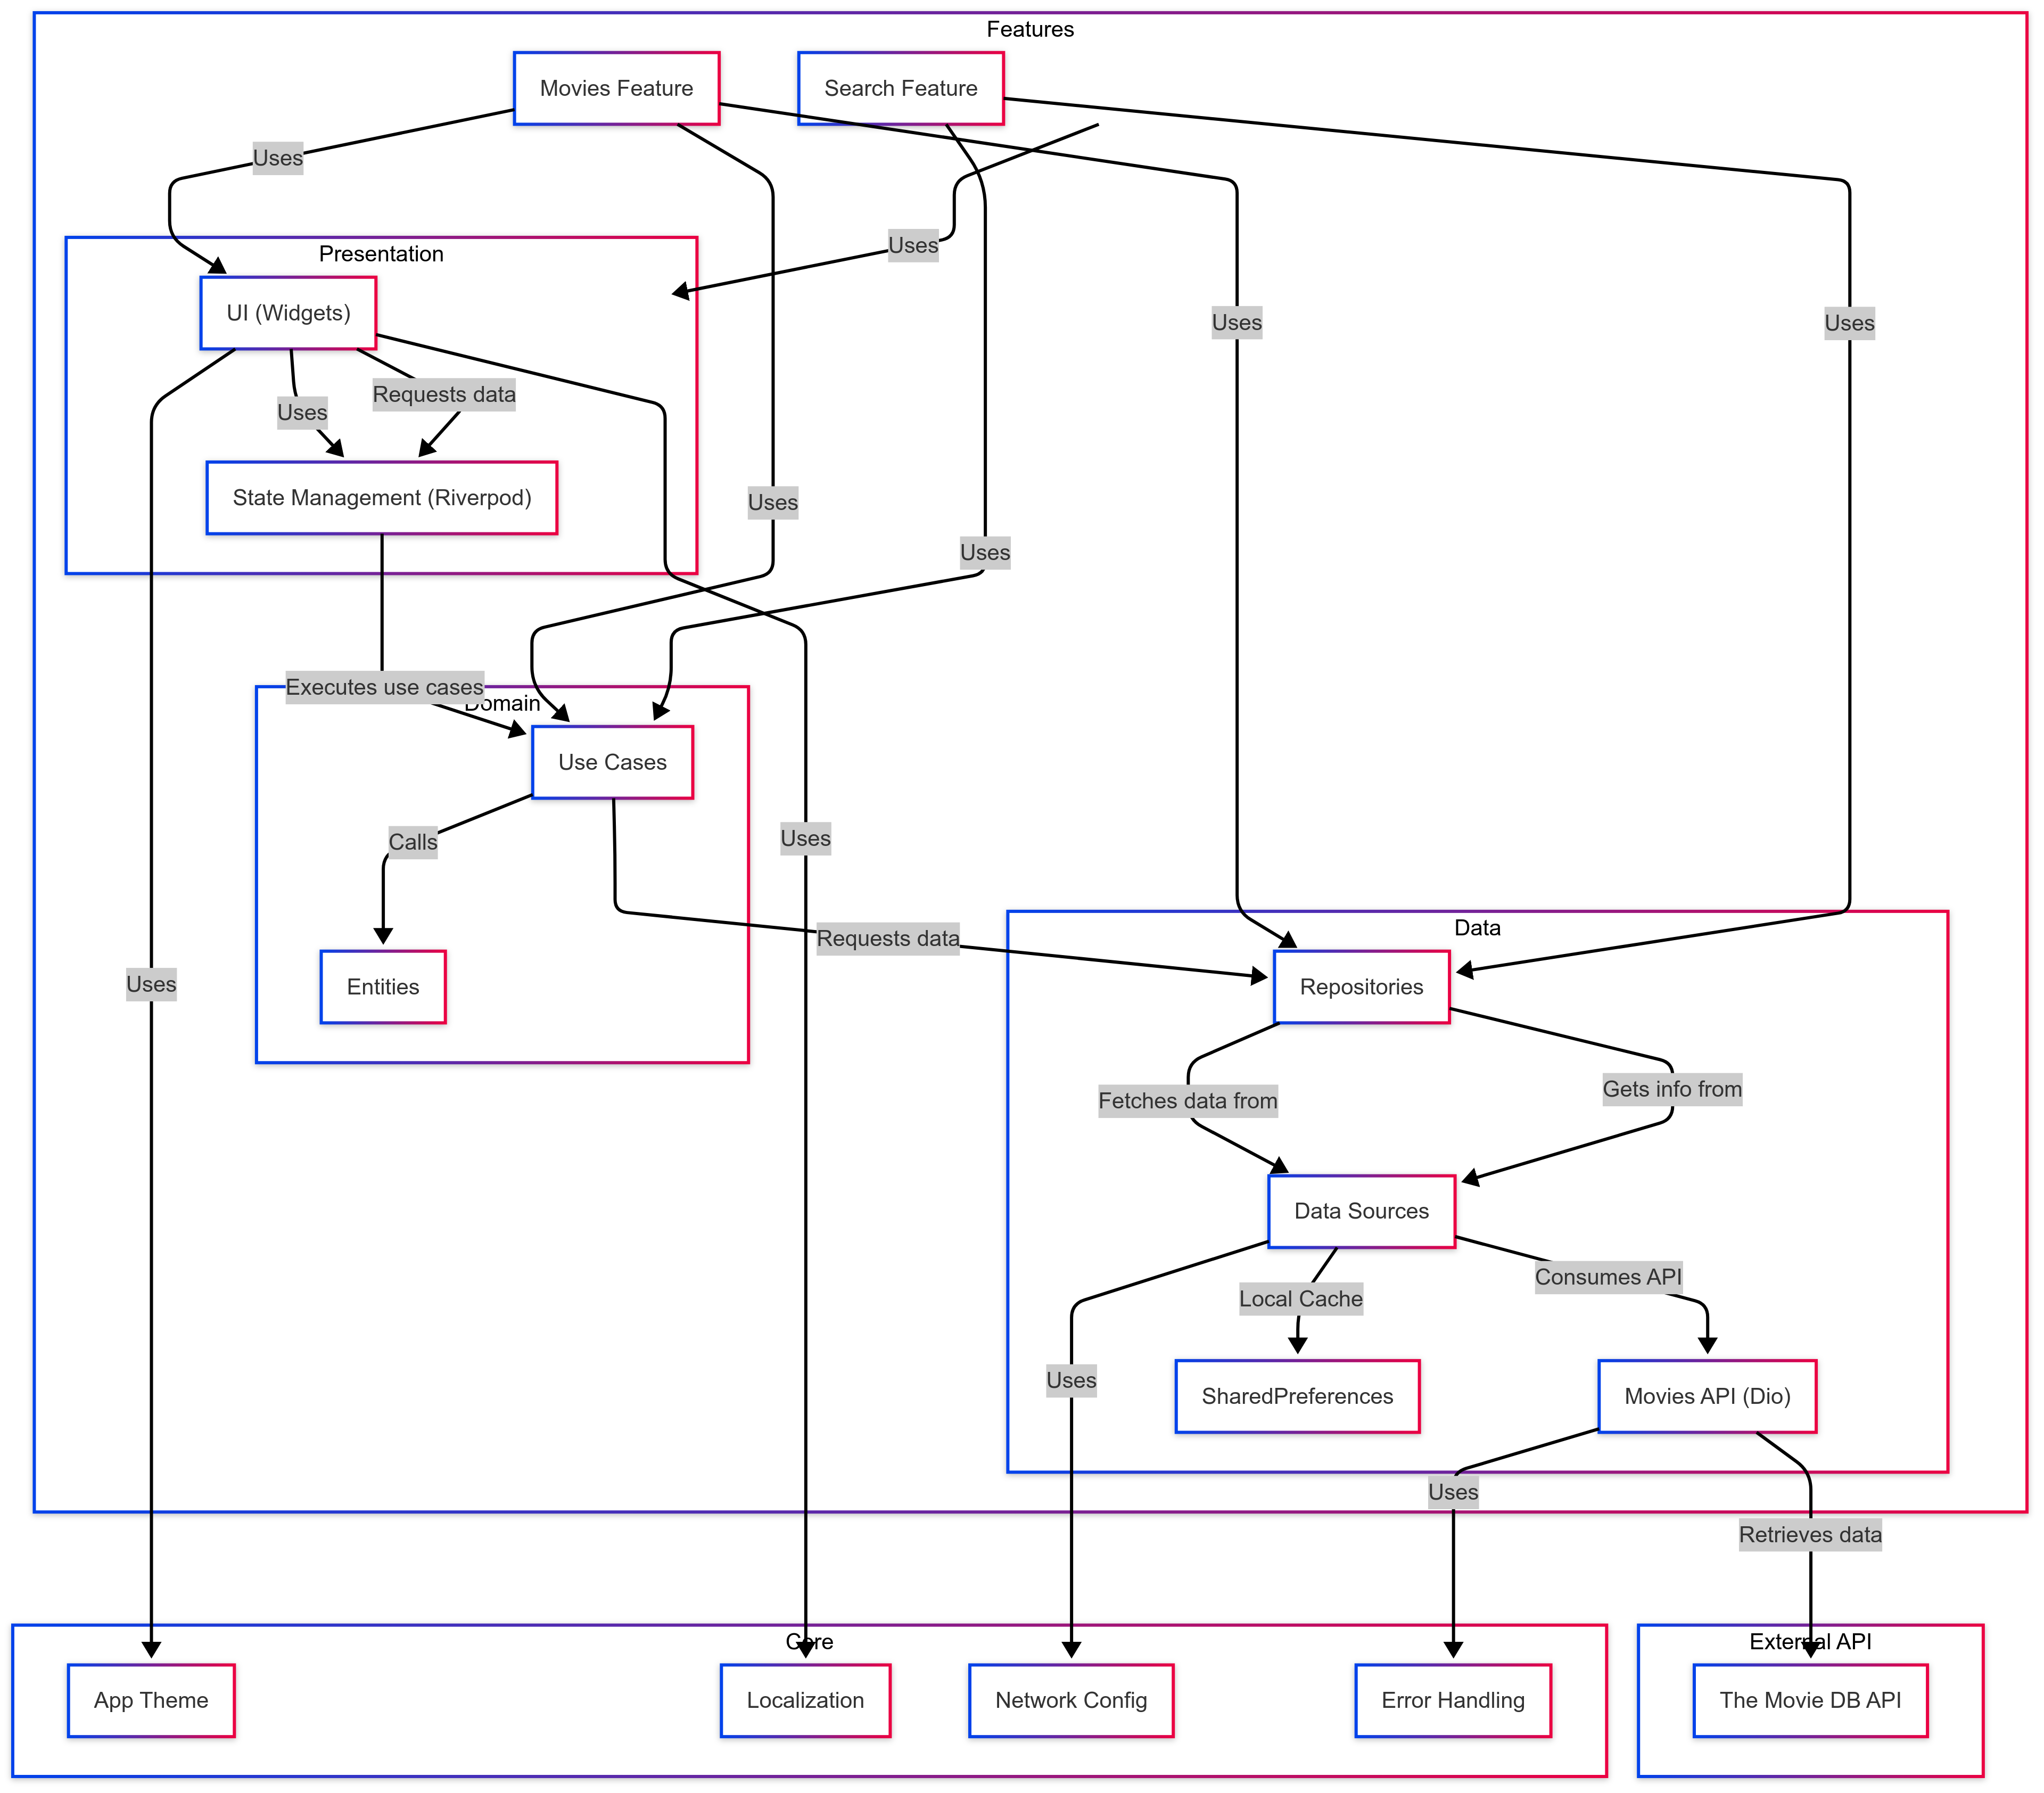 Features
Movies Feature
Search Feature
Uses
Uses
Presentation
UI (Widgets)
Uses
Uses
Requests data
Uses
State Management (Riverpod)
Uses
Uses
Executes use cases
Domain
Use Cases
Uses
Calls
Data
Requests data
Uses
Entities
Repositories
Fetches data from
Gets info from
Data Sources
Consumes API
Local Cache
Uses
SharedPreferences
Movies API (Dio)
Uses
Retrieves data
Core
External API
App Theme
Localization
Network Config
Error Handling
The Movie DB API